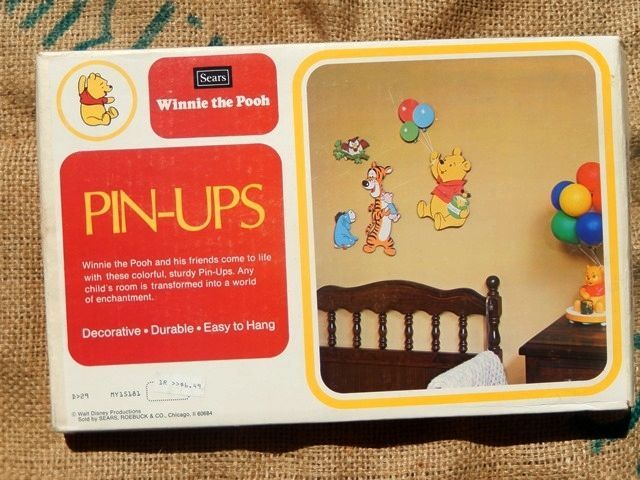 Sears
Winnie the Pooh
PIN-UPS
Winnie the Pooh and his friends come to life
with these colorful, sturdy Pin-Ups. Any
child's room is transformed into a world
of enchantment.
Decorative • Durable • Easy to Hang
MY15181
© Walt Disney Productions
Sold by SEARS, ROEBUCK & CO., Chicago, Il 60684